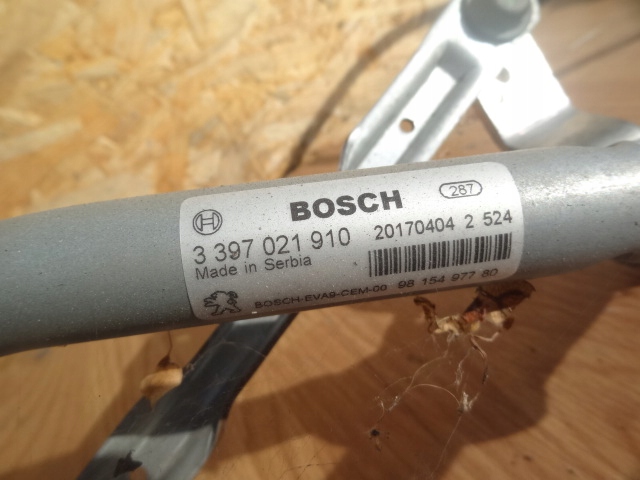 BOSCH
287
3 397 021 910
20170404 2 524
Made in Serbia
BOSCH-EVA9-CEM-00 98 154 977 80